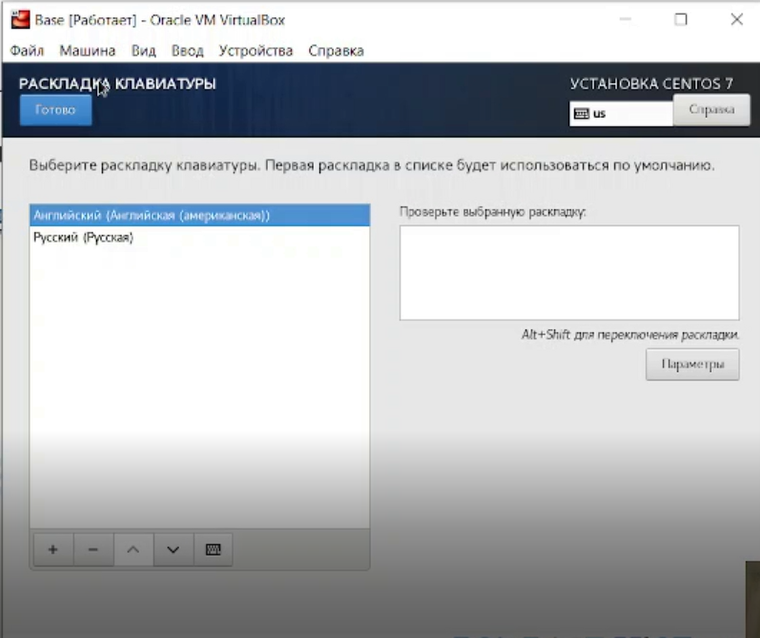 Base [Работает] - Oracle VM VirtualBox
Файл Машина Вид Ввод Устройства Справка
РАСКЛАДКА КЛАВИАТУРЫ
УСТАНОВКА CENTOS 7
Готово
us
Справка
Выберите раскладку клавиатуры. Первая раскладка в списке будет использоваться по умолчанию.
Английский (Английская (американская))
Русский (Русская)
Проверьте выбранную раскладку:
Alt+Shift для переключения раскладки.
Параметры